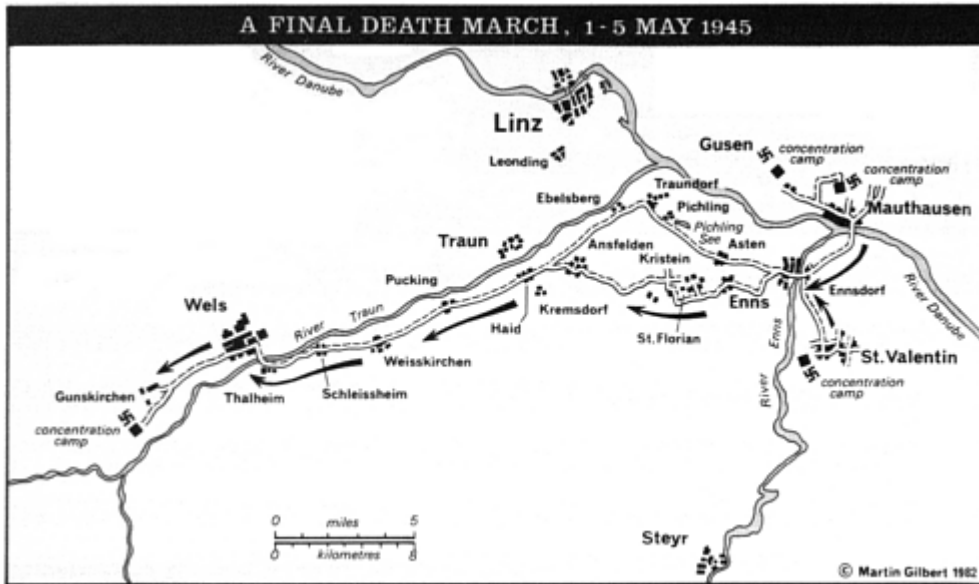 A FINAL DEATH MARCH, 1-5 MAY 1945
River Danube
Linz
Leonding
Gusen
concentration
camp
concentration
camp
Mauthausen
Ebelsberg
Traundorf
Pichling
Pichling
See
Traun
Ansfelden
Kristein
Asten
Pucking
Enns
Ennsdorf
River Danube
Wels
River Traun
Haid
Kremsdorf
St. Florian
River Enns
St. Valentin
concentration
camp
Weisskirchen
Gunskirchen
Thalheim
Schleissheim
concentration
camp
0 miles 5
0 kilometres 8
Steyr
© Martin Gilbert 1982